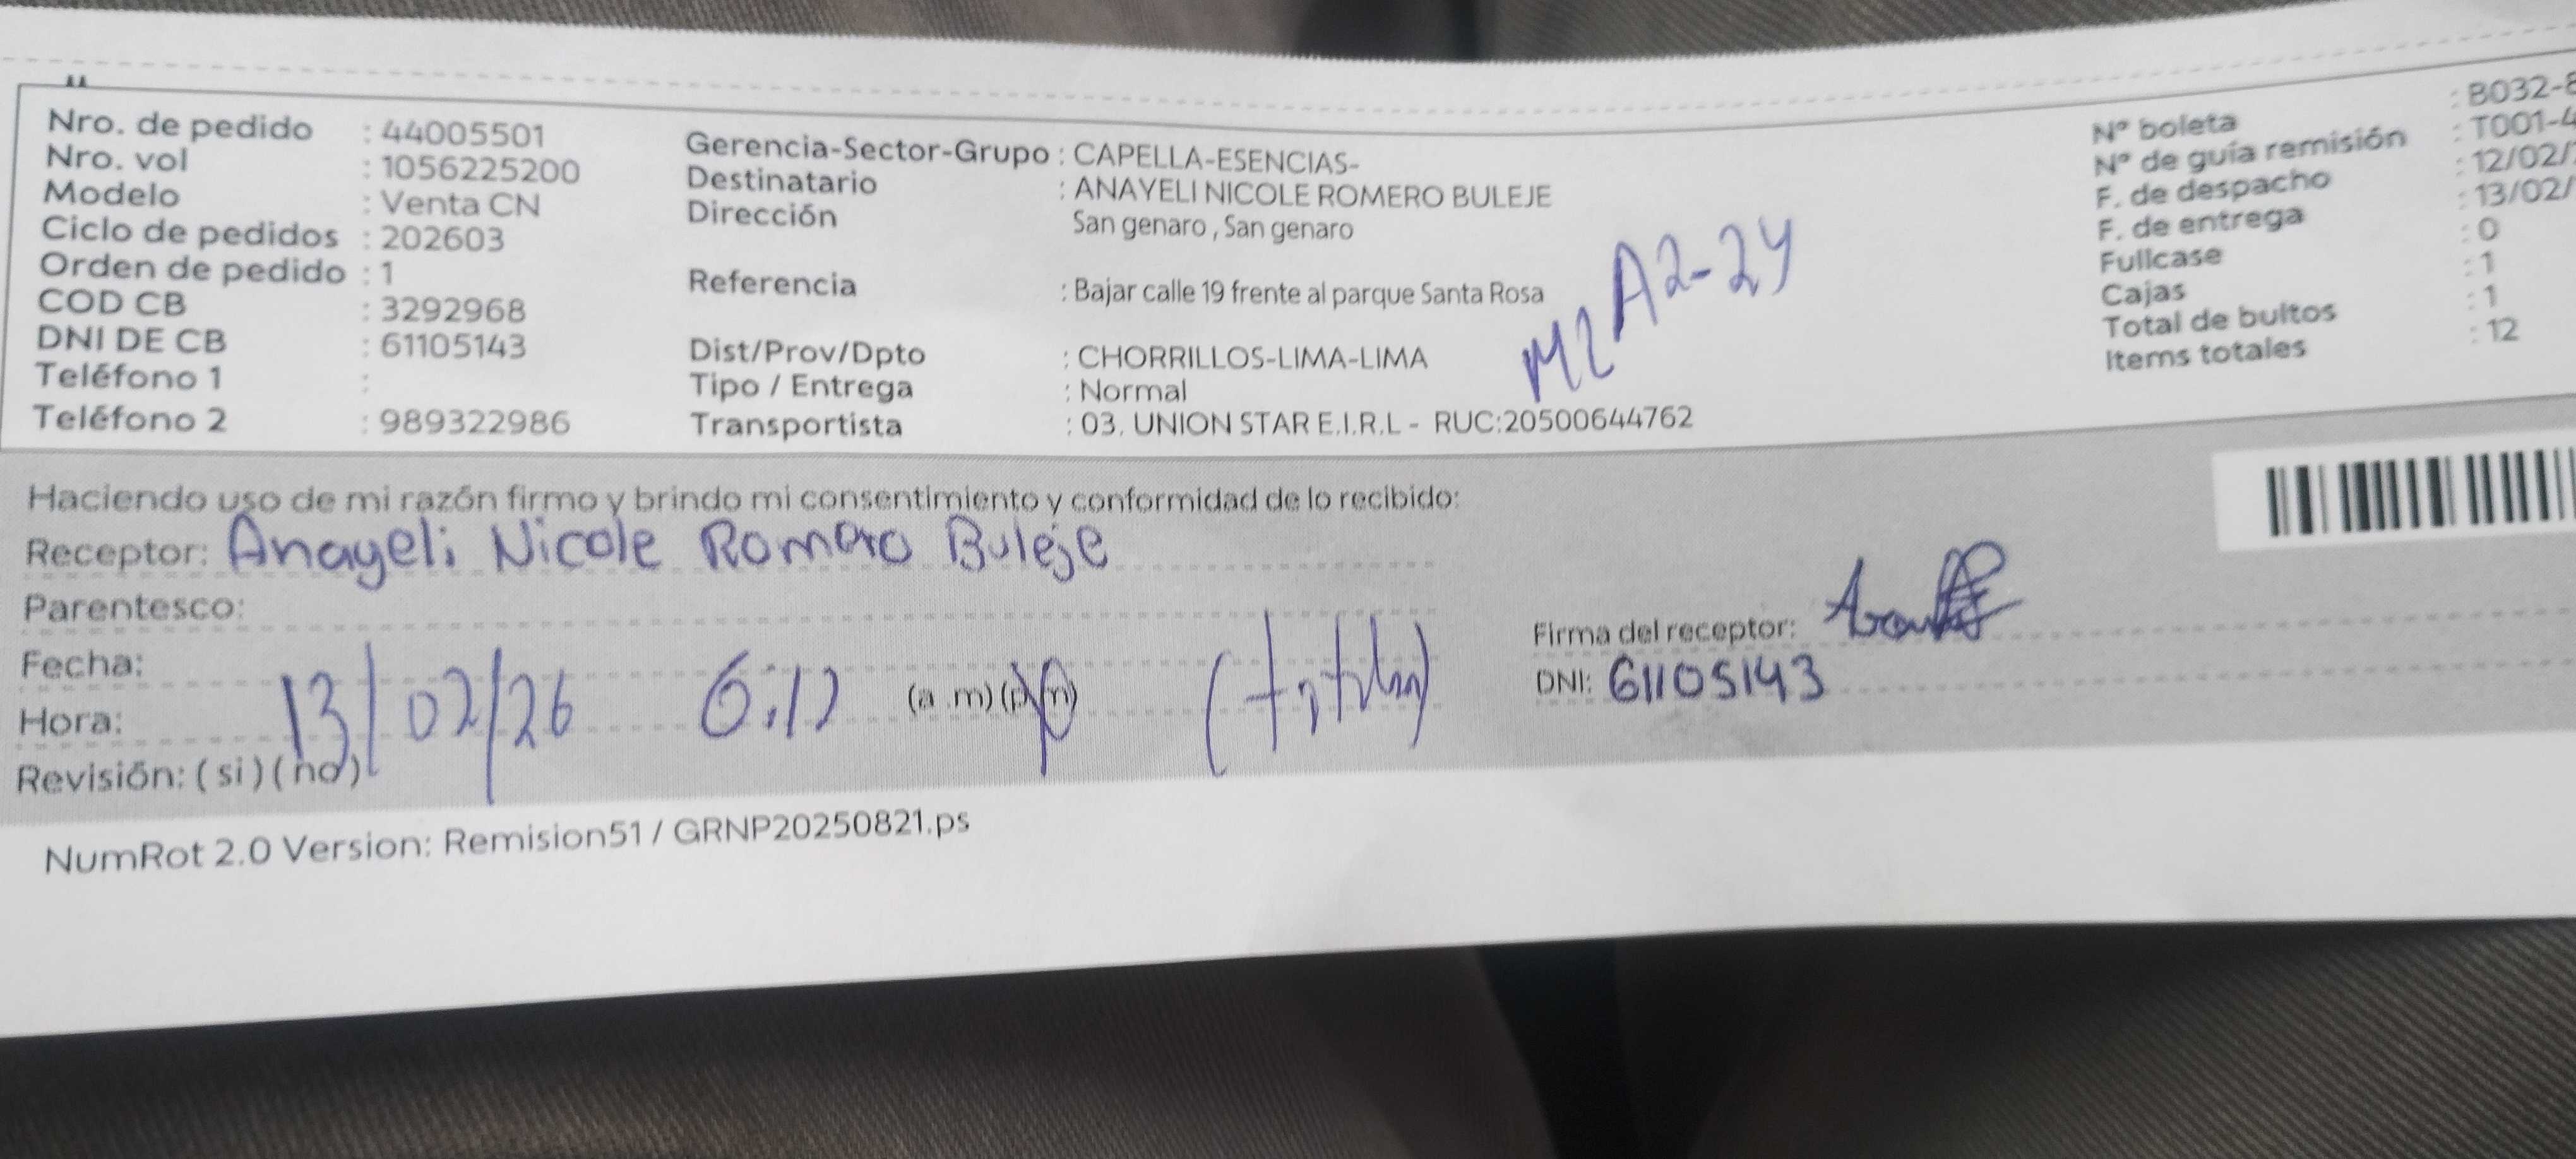 Nro. de pedido : 44005501
Nro. vol : 1056225200
Modelo : Venta CN
Ciclo de pedidos : 202603
Orden de pedido : 1
COD CB : 3292968
DNI DE CB : 61105143
Teléfono 1 :
Teléfono 2 : 989322986
Gerencia-Sector-Grupo : CAPELLA-ESENCIAS-
Destinatario : ANAYELI NICOLE ROMERO BULEJE
Dirección San genaro , San genaro
Referencia : Bajar calle 19 frente al parque Santa Rosa
Dist/Prov/Dpto : CHORRILLOS-LIMA-LIMA
Tipo / Entrega : Normal
Transportista : 03. UNION STAR E.I.R.L - RUC:20500644762
A2-24
Nº boleta : B032-8
Nº de guía remisión : T001-4
F. de despacho : 12/02/
F. de entrega : 13/02/
Fullcase : 0
Cajas : 1
Total de bultos : 1
Items totales : 12
Haciendo uso de mi razón firmo y brindo mi consentimiento y conformidad de lo recibido:
Receptor: Anayeli Nicole Romero Buleje
Parentesco:
Fecha:
13/02/26 6:12 (a .m) (p m)
Hora:
Revisión: ( si ) ( no )
Firma del receptor:
DNI: 61105143
NumRot 2.0 Version: Remision51 / GRNP20250821.ps